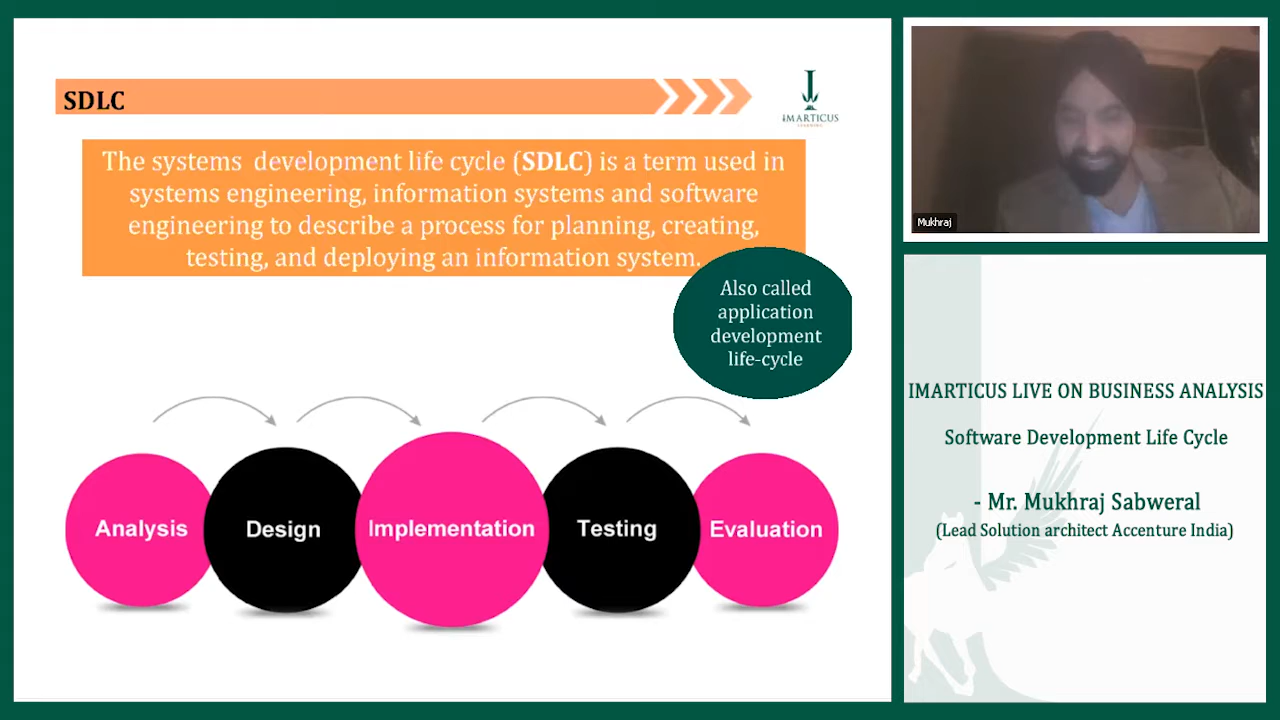 SDLC
IMARTICUS
LEARNING
The systems development life cycle (SDLC) is a term used in
systems engineering, information systems and software
engineering to describe a process for planning, creating,
testing, and deploying an information system.
Also called
application
development
life-cycle
Analysis
Design
Implementation
Testing
Evaluation
Mukhraj
IMARTICUS LIVE ON BUSINESS ANALYSIS
Software Development Life Cycle
- Mr. Mukhraj Sabweral
(Lead Solution architect Accenture India)